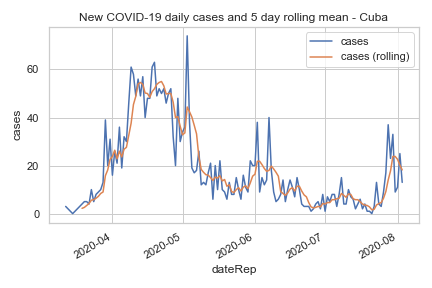 New COVID-19 daily cases and 5 day rolling mean - Cuba
cases
cases (rolling)
60
40
20
0
cases
2020-04
2020-05
2020-06
2020-07
2020-08
dateRep